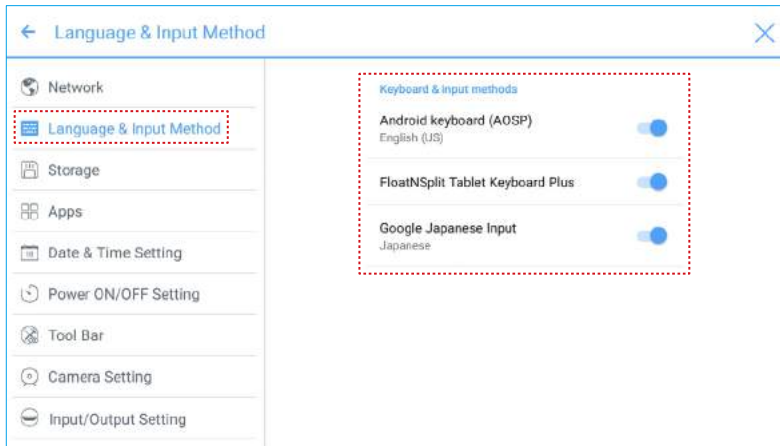 Language & Input Method
Network
Language & Input Method
Storage
Apps
Date & Time Setting
Power ON/OFF Setting
Tool Bar
Camera Setting
Input/Output Setting
Keyboard & input methods
Android keyboard (AOSP)
English (US)
FloatNSplit Tablet Keyboard Plus
Google Japanese Input
Japanese